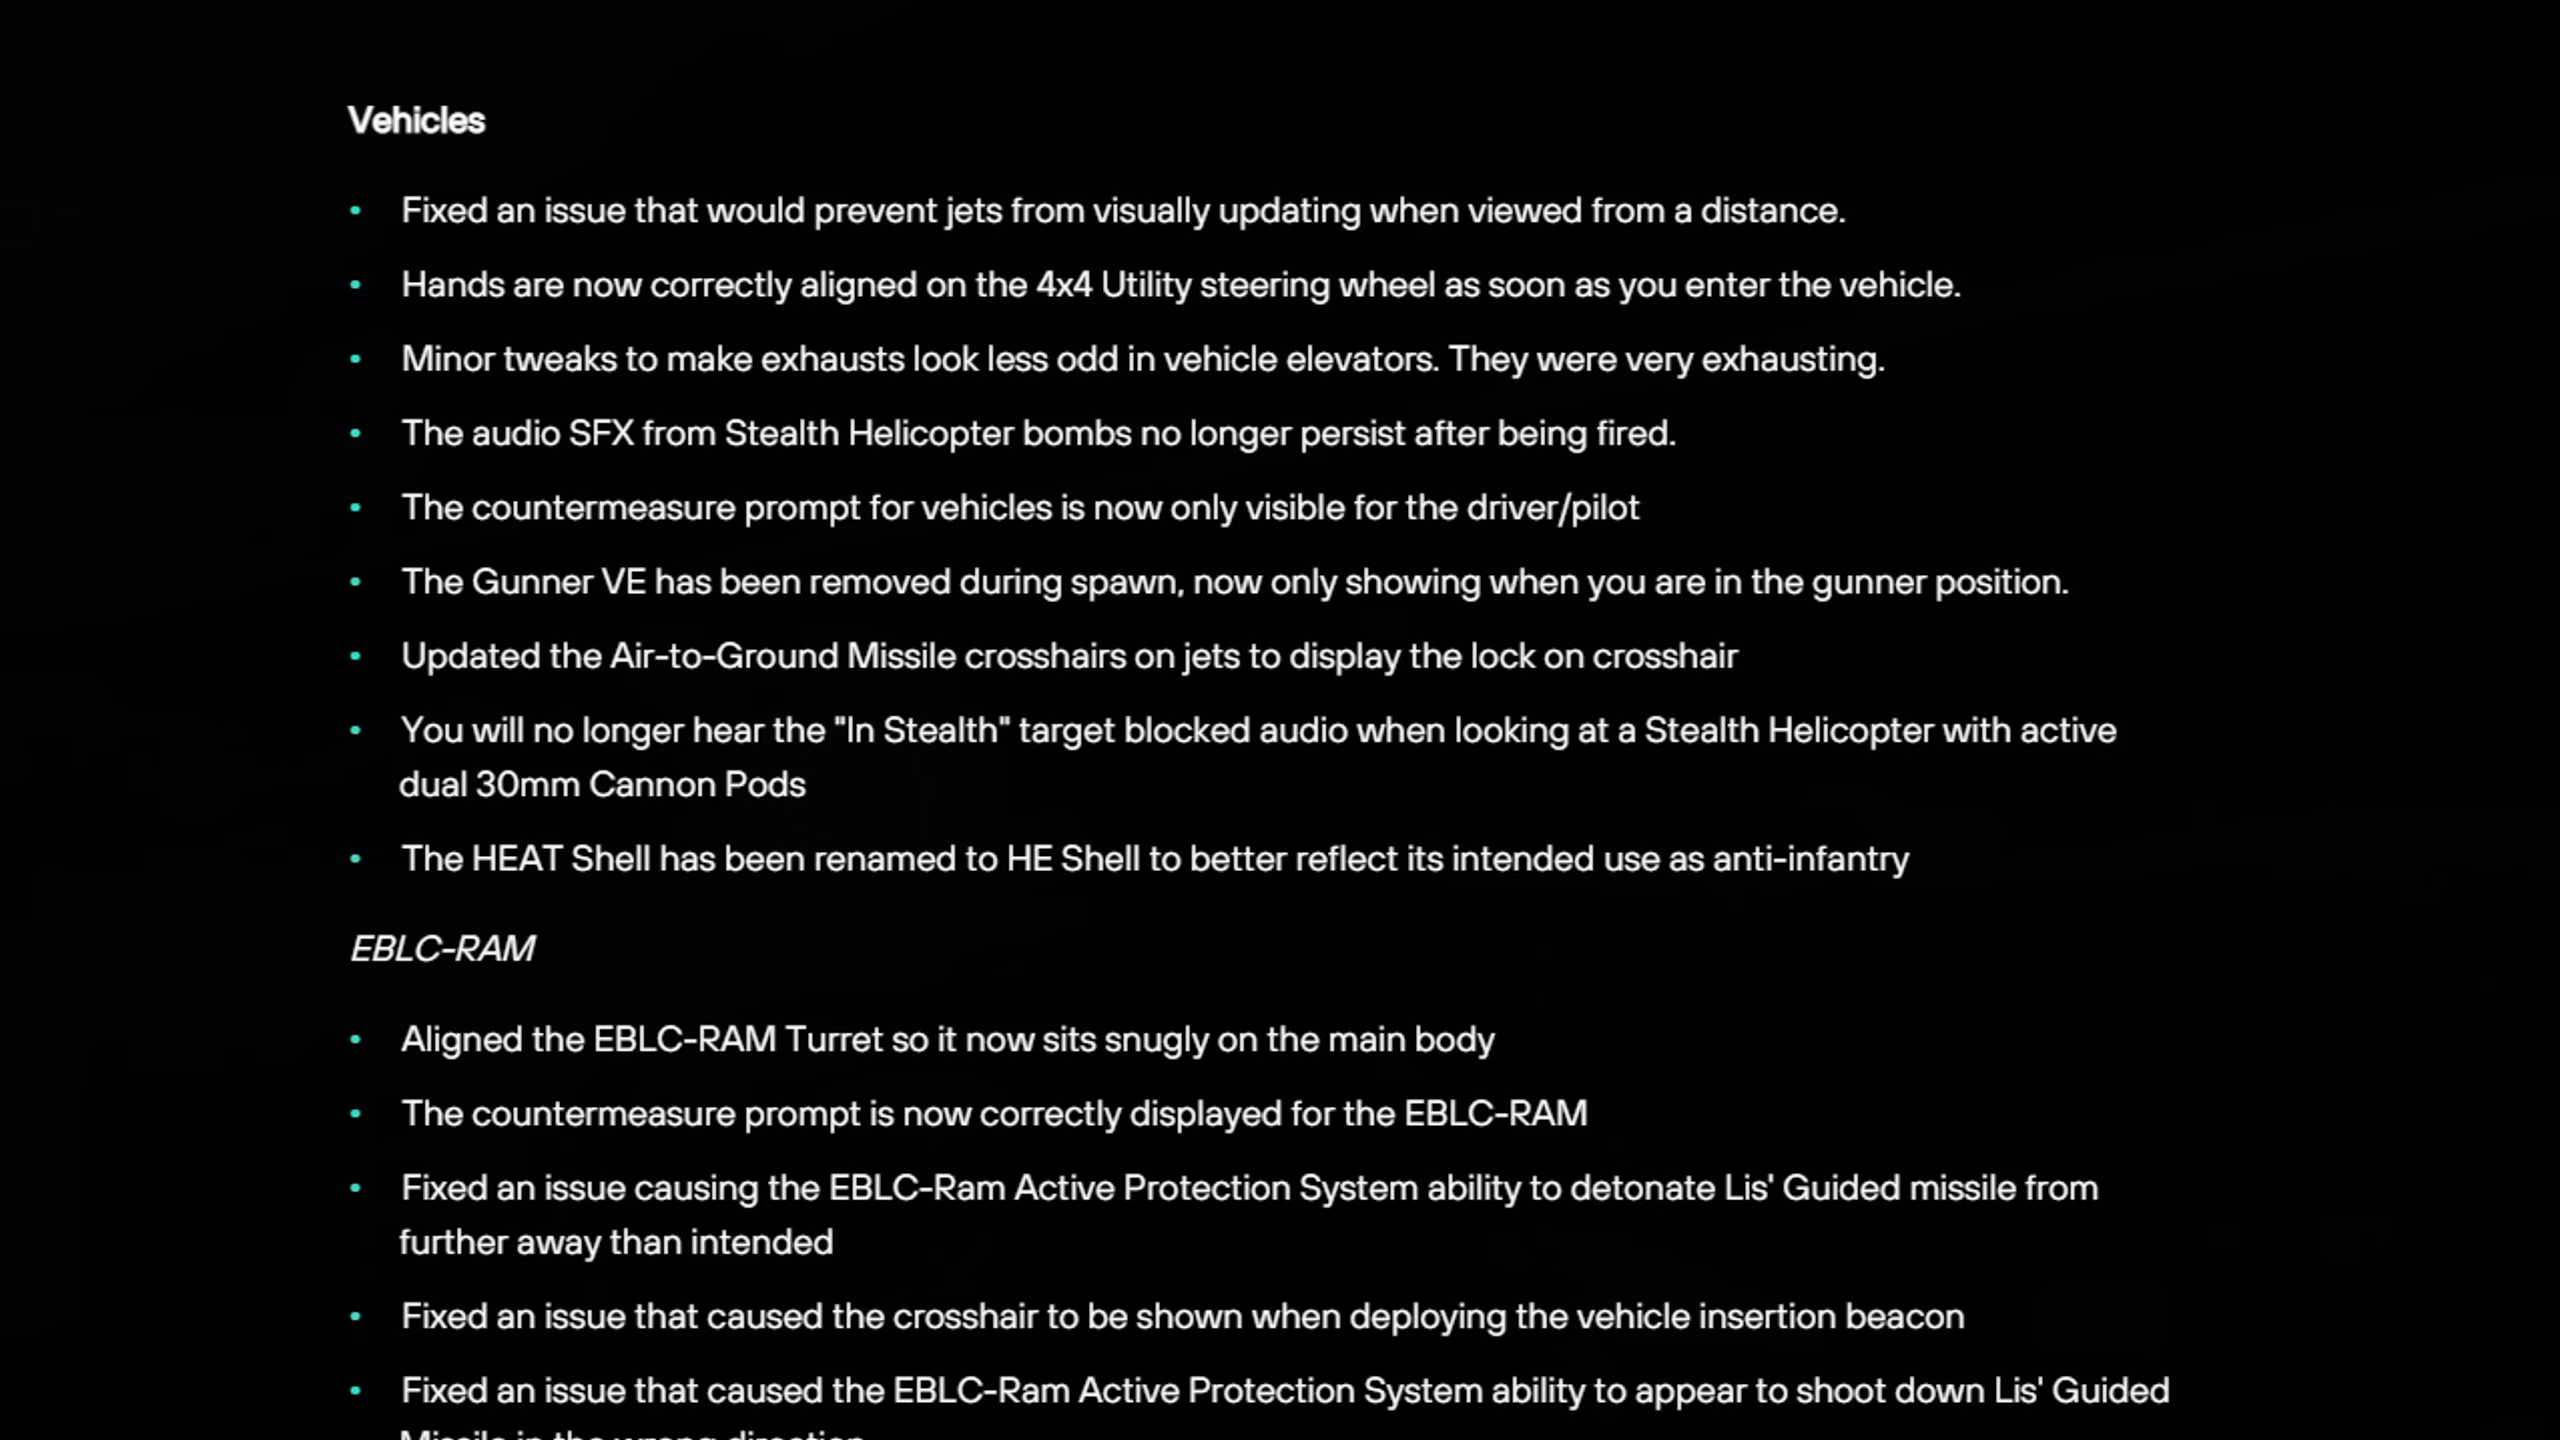 Vehicles
• Fixed an issue that would prevent jets from visually updating when viewed from a distance.
• Hands are now correctly aligned on the 4x4 Utility steering wheel as soon as you enter the vehicle.
• Minor tweaks to make exhausts look less odd in vehicle elevators. They were very exhausting.
• The audio SFX from Stealth Helicopter bombs no longer persist after being fired.
• The countermeasure prompt for vehicles is now only visible for the driver/pilot
• The Gunner VE has been removed during spawn, now only showing when you are in the gunner position.
• Updated the Air-to-Ground Missile crosshairs on jets to display the lock on crosshair
• You will no longer hear the "In Stealth" target blocked audio when looking at a Stealth Helicopter with active
dual 30mm Cannon Pods
• The HEAT Shell has been renamed to HE Shell to better reflect its intended use as anti-infantry
EBLC-RAM
• Aligned the EBLC-RAM Turret so it now sits snugly on the main body
• The countermeasure prompt is now correctly displayed for the EBLC-RAM
• Fixed an issue causing the EBLC-Ram Active Protection System ability to detonate Lis' Guided missile from
further away than intended
• Fixed an issue that caused the crosshair to be shown when deploying the vehicle insertion beacon
• Fixed an issue that caused the EBLC-Ram Active Protection System ability to appear to shoot down Lis' Guided
Missile in the wrong direction